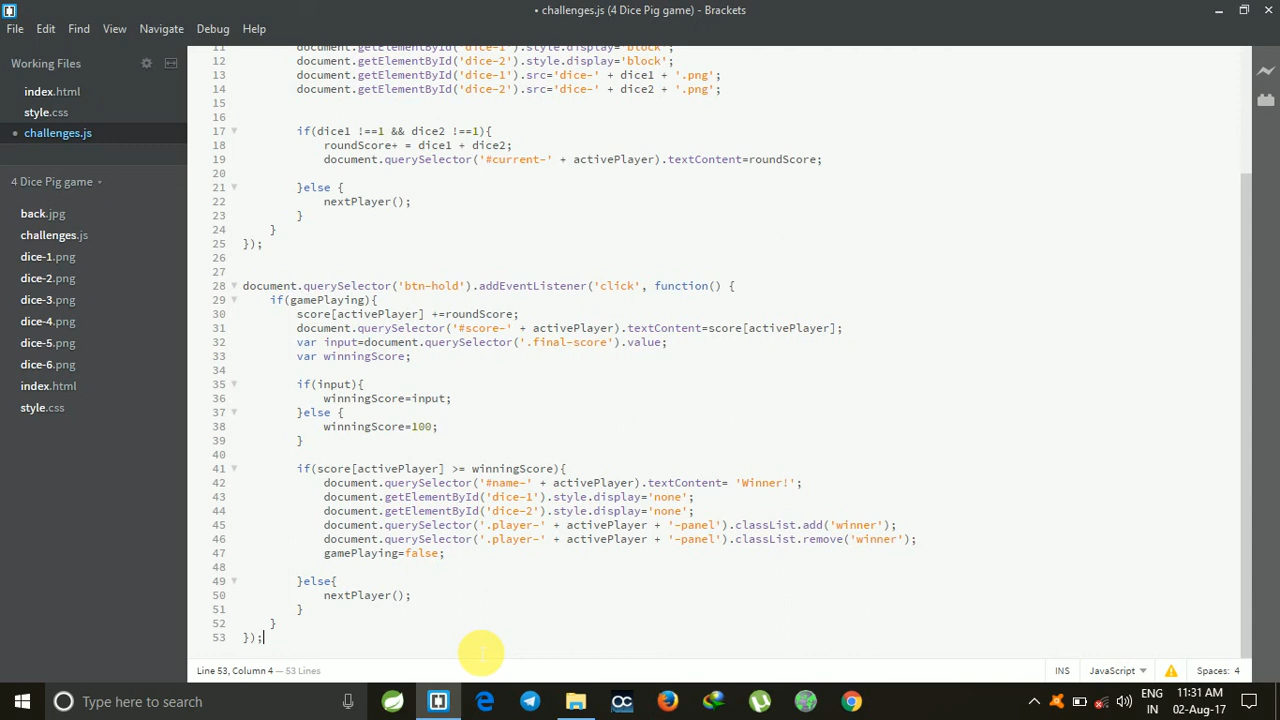 • challenges.js (4 Dice Pig game) - Brackets
File Edit Find View Navigate Debug Help
Working Files
index.html
style.css
• challenges.js
4 Dice Pig game
back.jpg
challenges.js
dice-1.png
dice-2.png
dice-3.png
dice-4.png
dice-5.png
dice-6.png
index.html
style.css
11 document.getElementById('dice-1').style.display='block';
12 document.getElementById('dice-2').style.display='block';
13 document.getElementById('dice-1').src='dice-' + dice1 + '.png';
14 document.getElementById('dice-2').src='dice-' + dice2 + '.png';
15
16
17 if(dice1 !==1 && dice2 !==1){
18 roundScore+ = dice1 + dice2;
19 document.querySelector('#current-' + activePlayer).textContent=roundScore;
20
21 }else {
22 nextPlayer();
23 }
24 }
25 });
26
27
28 document.querySelector('btn-hold').addEventListener('click', function() {
29 if(gamePlaying){
30 score[activePlayer] +=roundScore;
31 document.querySelector('#score-' + activePlayer).textContent=score[activePlayer];
32 var input=document.querySelector('.final-score').value;
33 var winningScore;
34
35 if(input){
36 winningScore=input;
37 }else {
38 winningScore=100;
39 }
40
41 if(score[activePlayer] >= winningScore){
42 document.querySelector('#name-' + activePlayer).textContent= 'Winner!';
43 document.getElementById('dice-1').style.display='none';
44 document.getElementById('dice-2').style.display='none';
45 document.querySelector('.player-' + activePlayer + '-panel').classList.add('winner');
46 document.querySelector('.player-' + activePlayer + '-panel').classList.remove('winner');
47 gamePlaying=false;
48
49 }else{
50 nextPlayer();
51 }
52 }
53 });
Line 53, Column 4 — 53 Lines INS JavaScript Spaces: 4
Type here to search
ENG 11:31 AM
IN 02-Aug-17